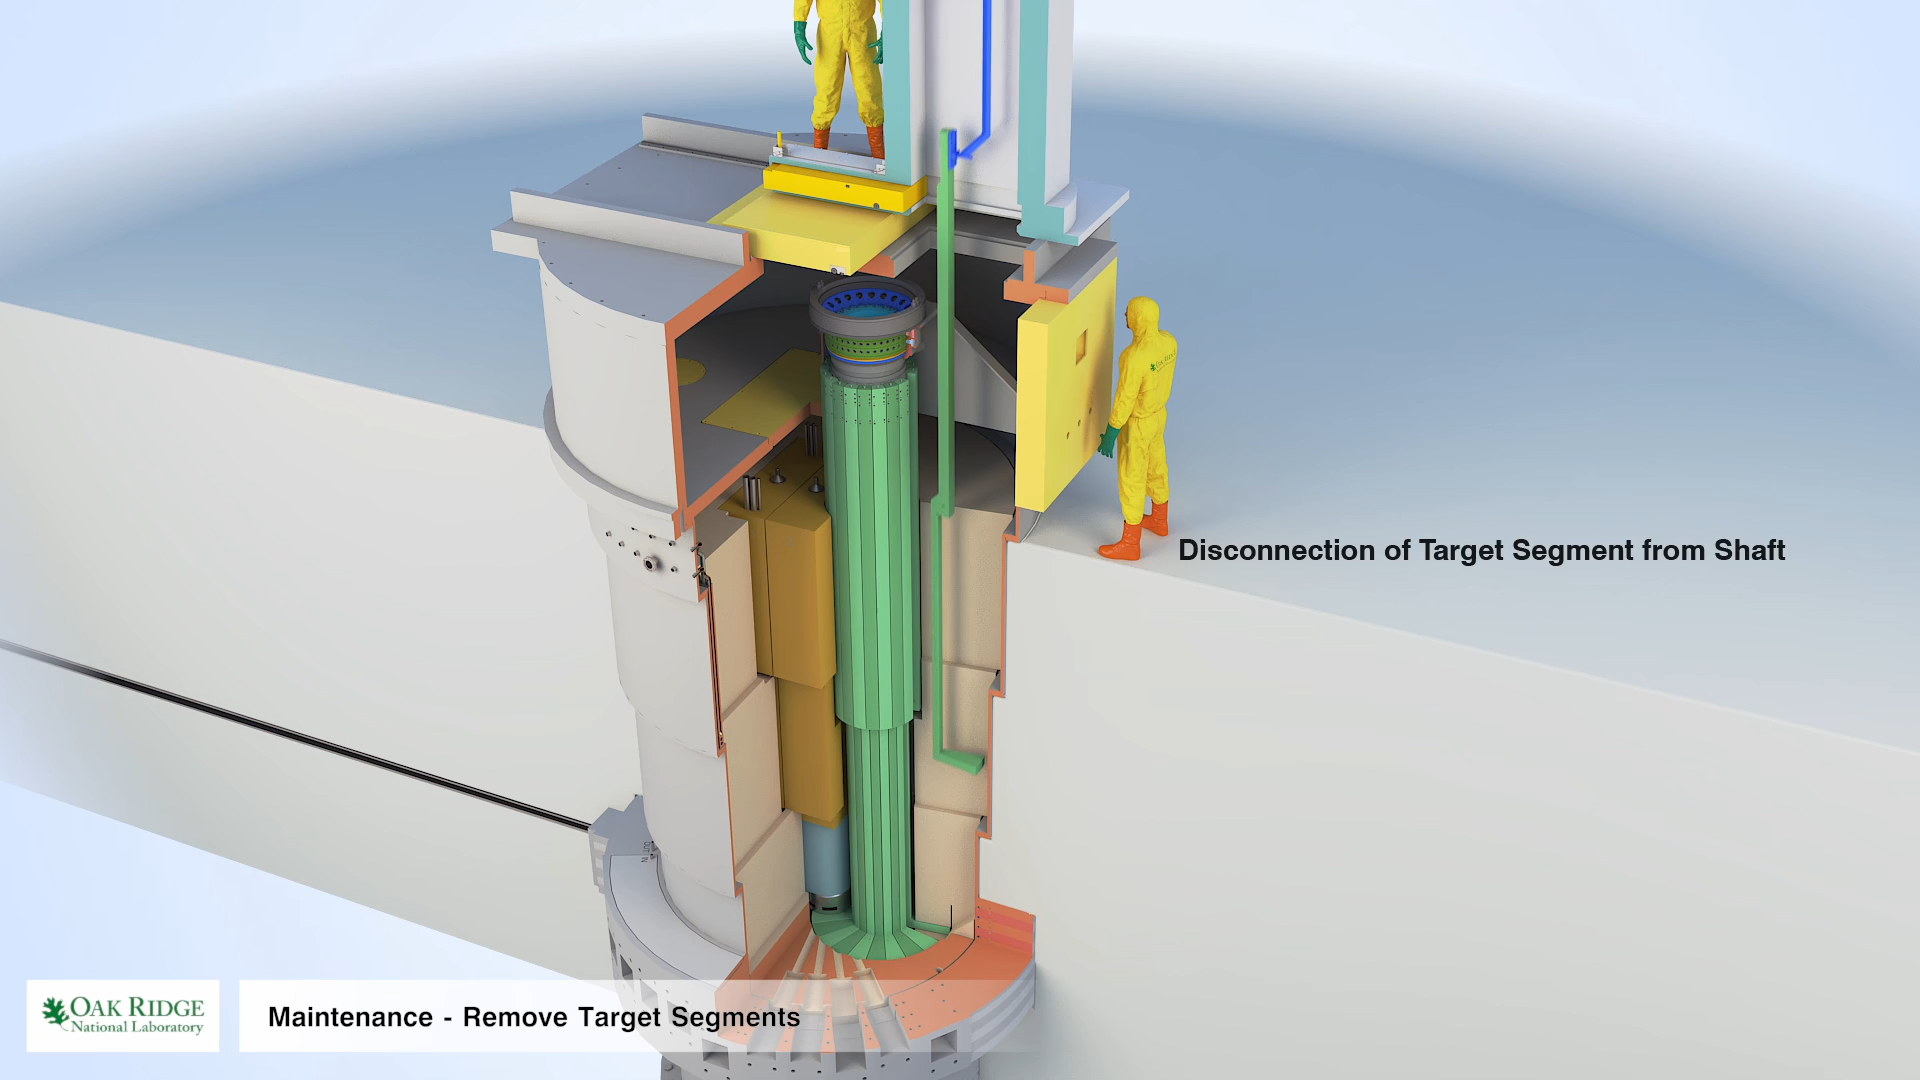 Disconnection of Target Segment from Shaft
OAK RIDGE
National Laboratory
Maintenance - Remove Target Segments